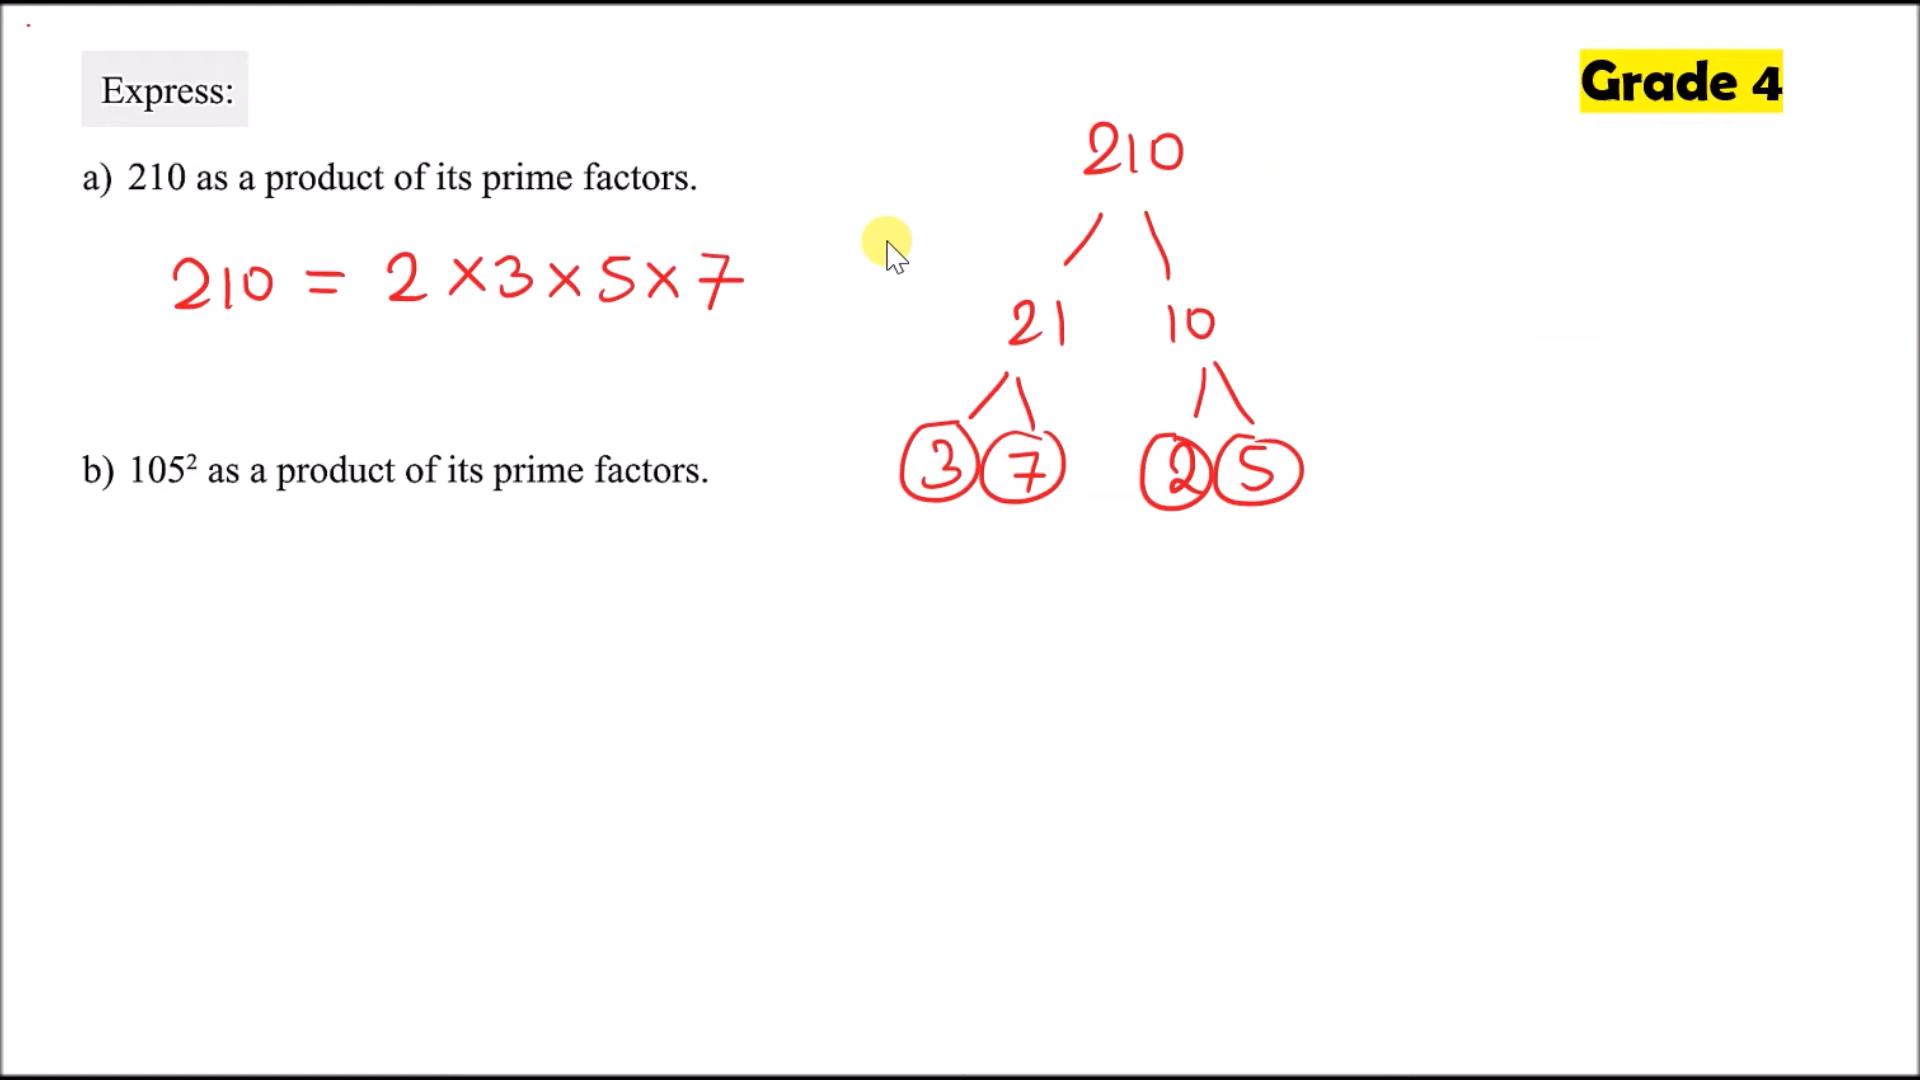 Express:
Grade 4
a) 210 as a product of its prime factors.
210 = 2 × 3 × 5 × 7
b) 105² as a product of its prime factors.
210
21 10
3 7 2 5